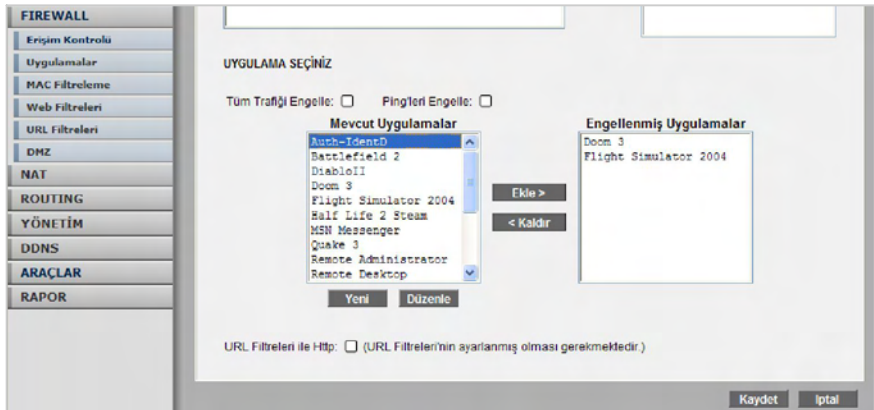 FIREWALL
Erişim Kontrolü
Uygulamalar
MAC Filtreleme
Web Filtreleri
URL Filtreleri
DMZ
NAT
ROUTING
YÖNETİM
DDNS
ARAÇLAR
RAPOR
UYGULAMA SEÇİNİZ
Tüm Trafiği Engelle: Ping'leri Engelle:
Mevcut Uygulamalar
Auth-IdentD
Battlefield 2
DiabloII
Doom 3
Flight Simulator 2004
Half Life 2 Steam
MSN Messenger
Quake 3
Remote Administrator
Remote Desktop
Yeni Düzenle
Ekle >
< Kaldır
Engellenmiş Uygulamalar
Doom 3
Flight Simulator 2004
URL Filtreleri ile Http: (URL Filtreleri'nin ayarlanmış olması gerekmektedir.)
Kaydet Iptal